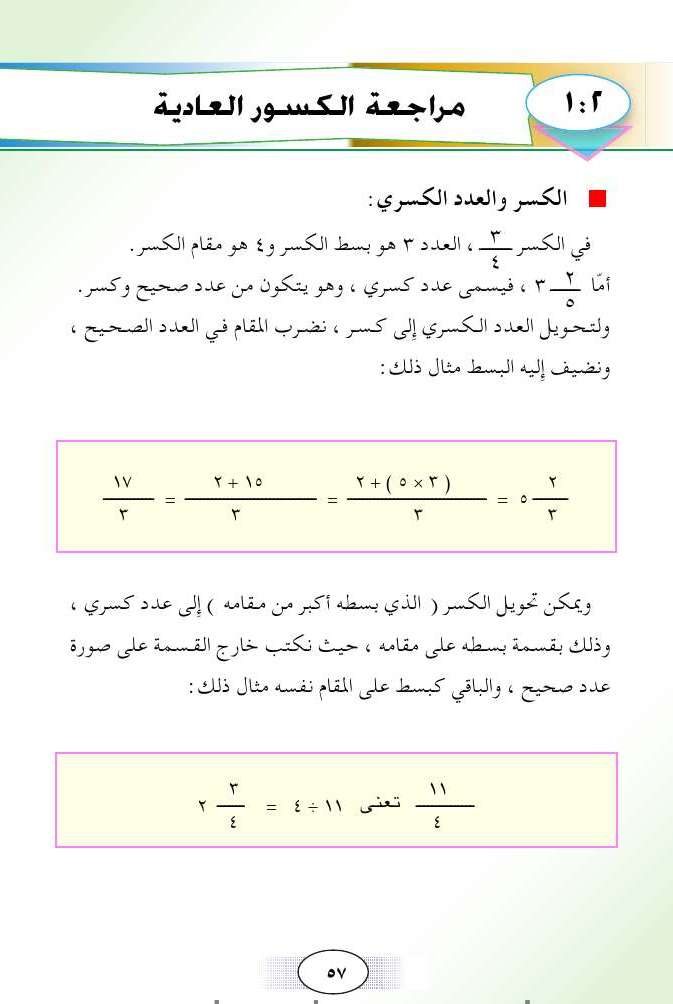 ٢ : ١
مراجعة الكسور العادية
الكسر والعدد الكسري :
في الكسر ٣/٤ ، العدد ٣ هو بسط الكسر و٤ هو مقام الكسر .
أمّا ٢/٥ ٣ ، فيسمى عدد كسري ، وهو يتكون من عدد صحيح وكسر .
ولتحويل العدد الكسري إلى كسر ، نضرب المقام في العدد الصحيح ،
ونضيف إليه البسط مثال ذلك :
٢/٣ ٥ = ( ٣ × ٥ ) + ٢/٣ = ١٥ + ٢/٣ = ١٧/٣
ويمكن تحويل الكسر ( الذي بسطه أكبر من مقامه ) إلى عدد كسري ،
وذلك بقسمة بسطه على مقامه ، حيث نكتب خارج القسمة على صورة
عدد صحيح ، والباقي كبسط على المقام نفسه مثال ذلك :
١١/٤ تعنى ١١ ÷ ٤ = ٣/٤ ٢
٥٧